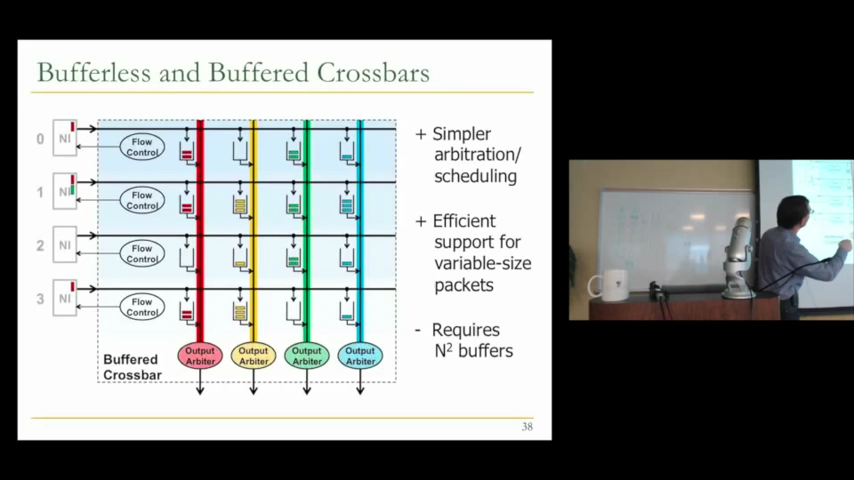 Bufferless and Buffered Crossbars
0
NI
Flow
Control
1
NI
Flow
Control
2
NI
Flow
Control
3
NI
Flow
Control
Output
Arbiter
Output
Arbiter
Output
Arbiter
Output
Arbiter
Buffered
Crossbar
+ Simpler
arbitration/
scheduling
+ Efficient
support for
variable-size
packets
- Requires
N² buffers
38